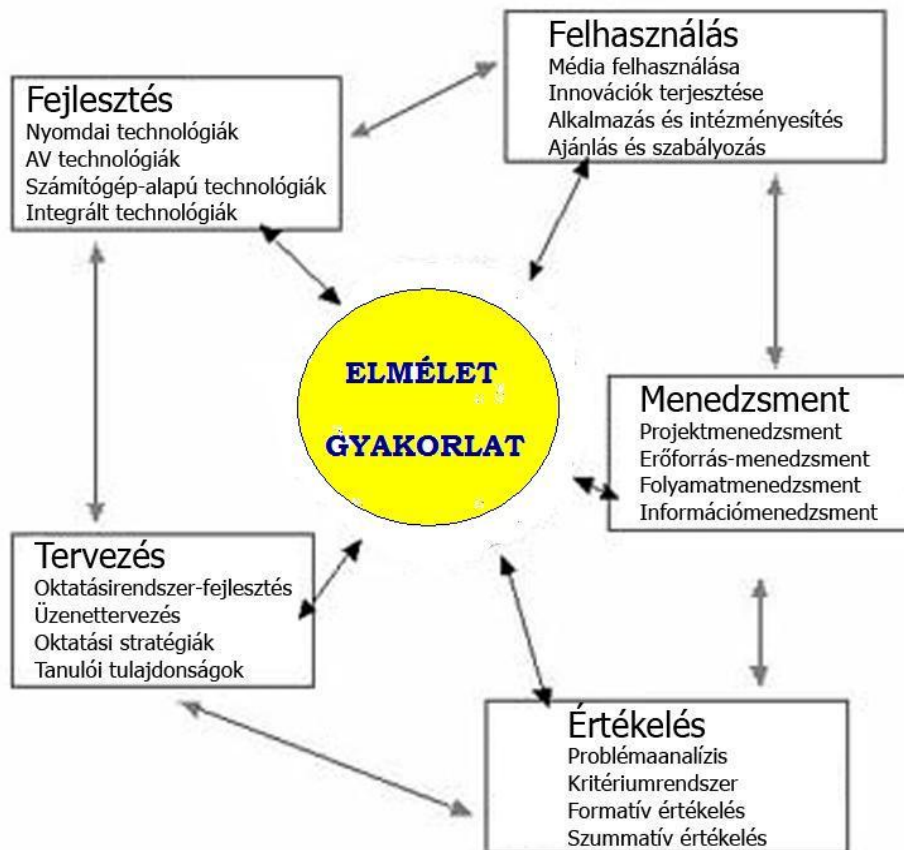 Felhasználás
Média felhasználása
Innovációk terjesztése
Alkalmazás és intézményesítés
Ajánlás és szabályozás
Fejlesztés
Nyomdai technológiák
AV technológiák
Számítógép-alapú technológiák
Integrált technológiák
ELMÉLET
GYAKORLAT
Menedzsment
Projektmenedzsment
Erőforrás-menedzsment
Folyamatmenedzsment
Információmenedzsment
Tervezés
Oktatásirendszer-fejlesztés
Üzenettervezés
Oktatási stratégiák
Tanulói tulajdonságok
Értékelés
Problémaanalízis
Kritériumrendszer
Formatív értékelés
Szummatív értékelés